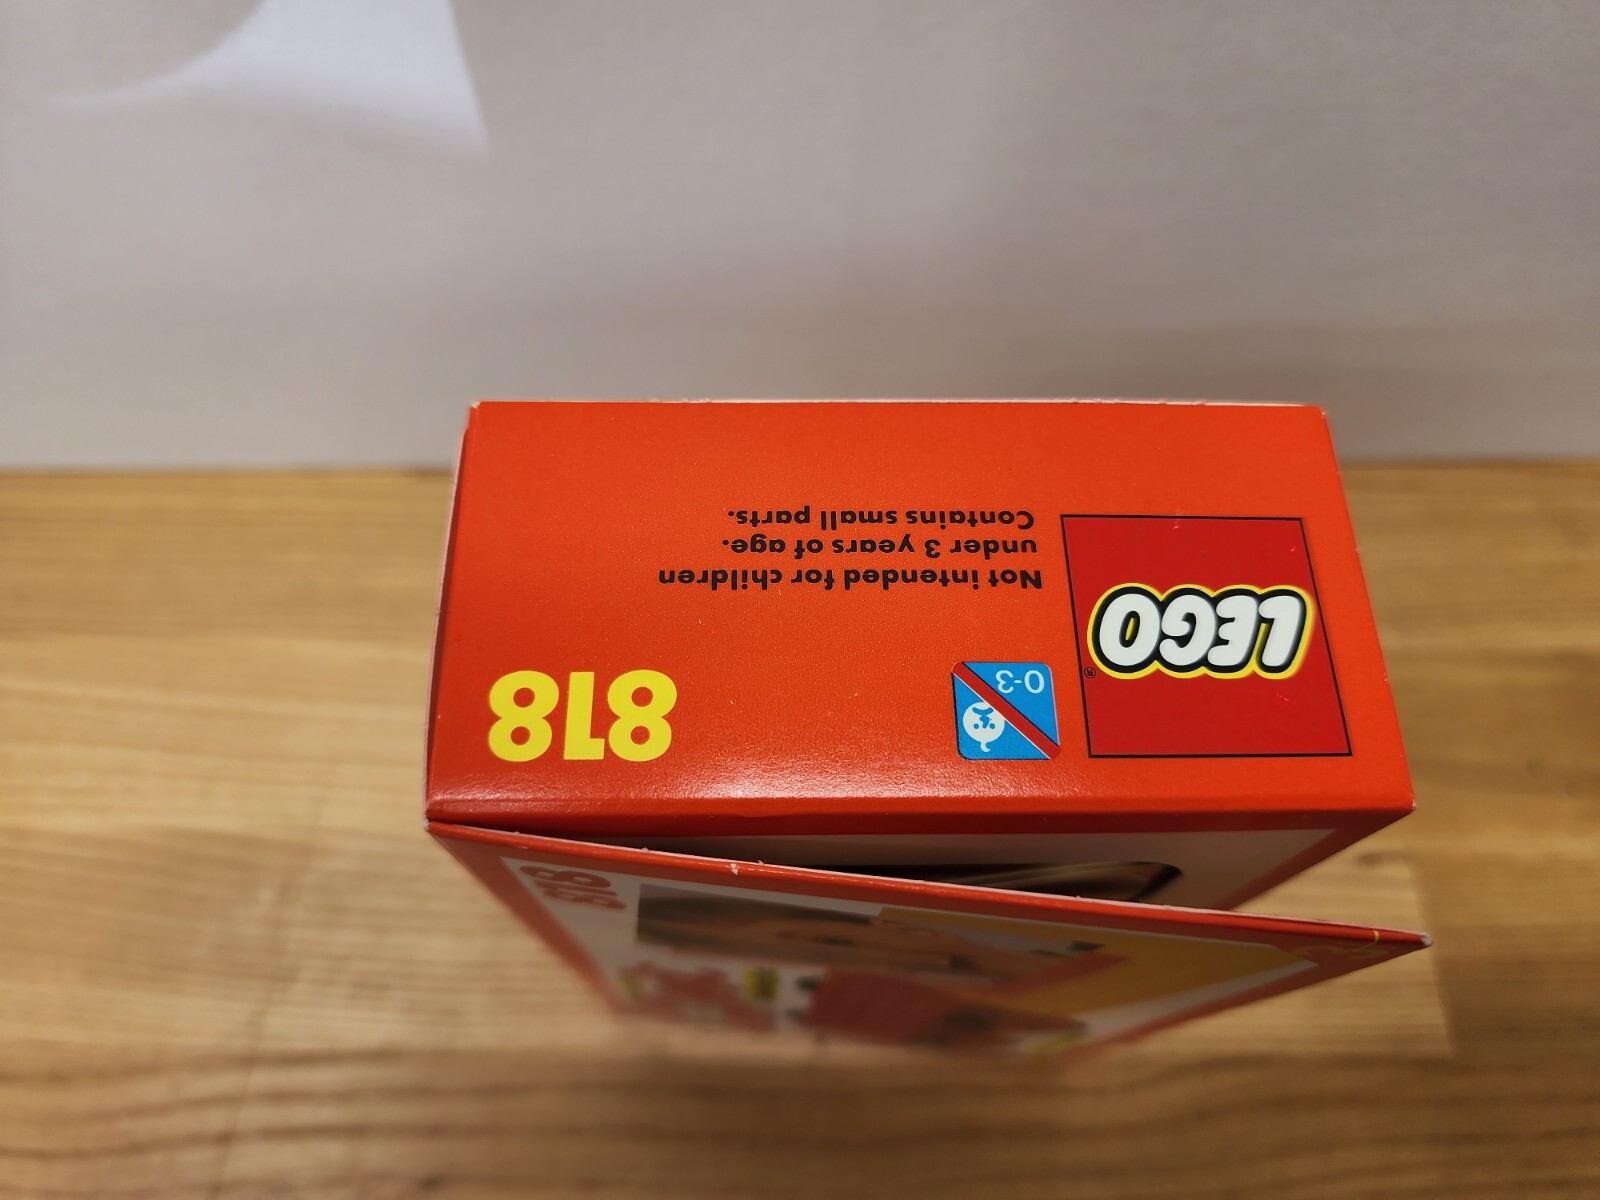 LEGO®
Not intended for children
under 3 years of age.
Contains small parts.
0-3
818
818